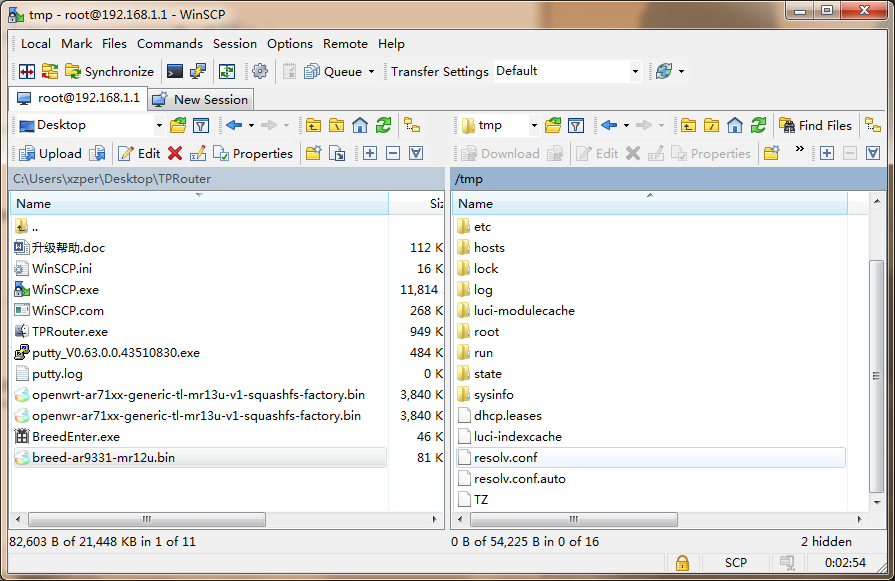 tmp - root@192.168.1.1 - WinSCP
Local Mark Files Commands Session Options Remote Help
Synchronize Queue Transfer Settings Default
root@192.168.1.1 New Session
Desktop tmp Find Files
Upload Edit Properties Download Edit Properties
C:\Users\xzper\Desktop\TPRouter /tmp
Name Siz Name
.. etc
升级帮助.doc 112 K hosts
WinSCP.ini 16 K lock
WinSCP.exe 11,814 log
WinSCP.com 268 K luci-modulecache
TPRouter.exe 949 K root
putty_V0.63.0.0.43510830.exe 484 K run
putty.log 0 K state
openwrt-ar71xx-generic-tl-mr13u-v1-squashfs-factory.bin 3,840 K sysinfo
openwr-ar71xx-generic-tl-mr13u-v1-squashfs-factory.bin 3,840 K dhcp.leases
BreedEnter.exe 46 K luci-indexcache
breed-ar9331-mr12u.bin 81 K resolv.conf
resolv.conf.auto
TZ
82,603 B of 21,448 KB in 1 of 11 0 B of 54,225 B in 0 of 16 2 hidden
SCP 0:02:54